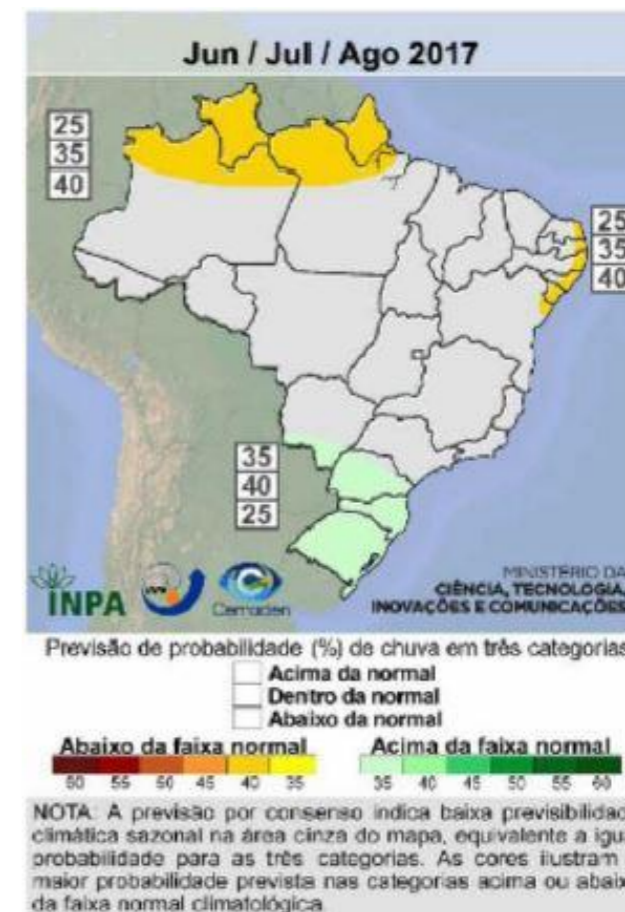 Jun / Jul / Ago 2017
25
35
40
25
35
40
35
40
25
INPA
Cemaden
MINISTÉRIO DA
CIÊNCIA, TECNOLOGIA,
INOVAÇÕES E COMUNICAÇÕES
Previsão de probabilidade (%) de chuva em três categorias
Acima da normal
Dentro da normal
Abaixo da normal
Abaixo da faixa normal
Acima da faixa normal
60 55 50 45 40 35
35 40 45 50 55 60
NOTA: A previsão por consenso indica baixa previsibilidad
climática sazonal na área cinza do mapa, equivalente a igua
probabilidade para as três categorias. As cores ilustram
maior probabilidade prevista nas categorias acima ou abaix
da faixa normal climatológica.